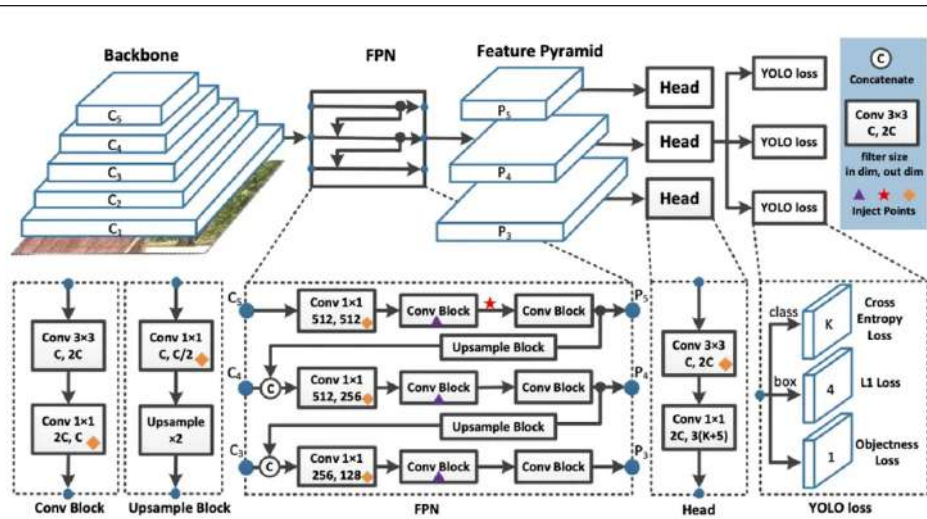 Backbone
FPN
Feature Pyramid
C5
C4
C3
C2
C1
P5
P4
P3
Head
Head
Head
YOLO loss
YOLO loss
YOLO loss
C
Concatenate
Conv 3×3
C, 2C
filter size
in dim, out dim
Inject Points
Conv 3×3
C, 2C
Conv 1×1
2C, C
Conv Block
Conv 1×1
C, C/2
Upsample
×2
Upsample Block
C5
Conv 1×1
512, 512
Conv Block
Conv Block
P5
Upsample Block
C4
C
Conv 1×1
512, 256
Conv Block
Conv Block
P4
Upsample Block
C3
C
Conv 1×1
256, 128
Conv Block
Conv Block
P3
FPN
Conv 3×3
C, 2C
Conv 1×1
2C, 3(K+5)
Head
class
K
Cross
Entropy
Loss
box
4
L1 Loss
1
Objectness
Loss
YOLO loss